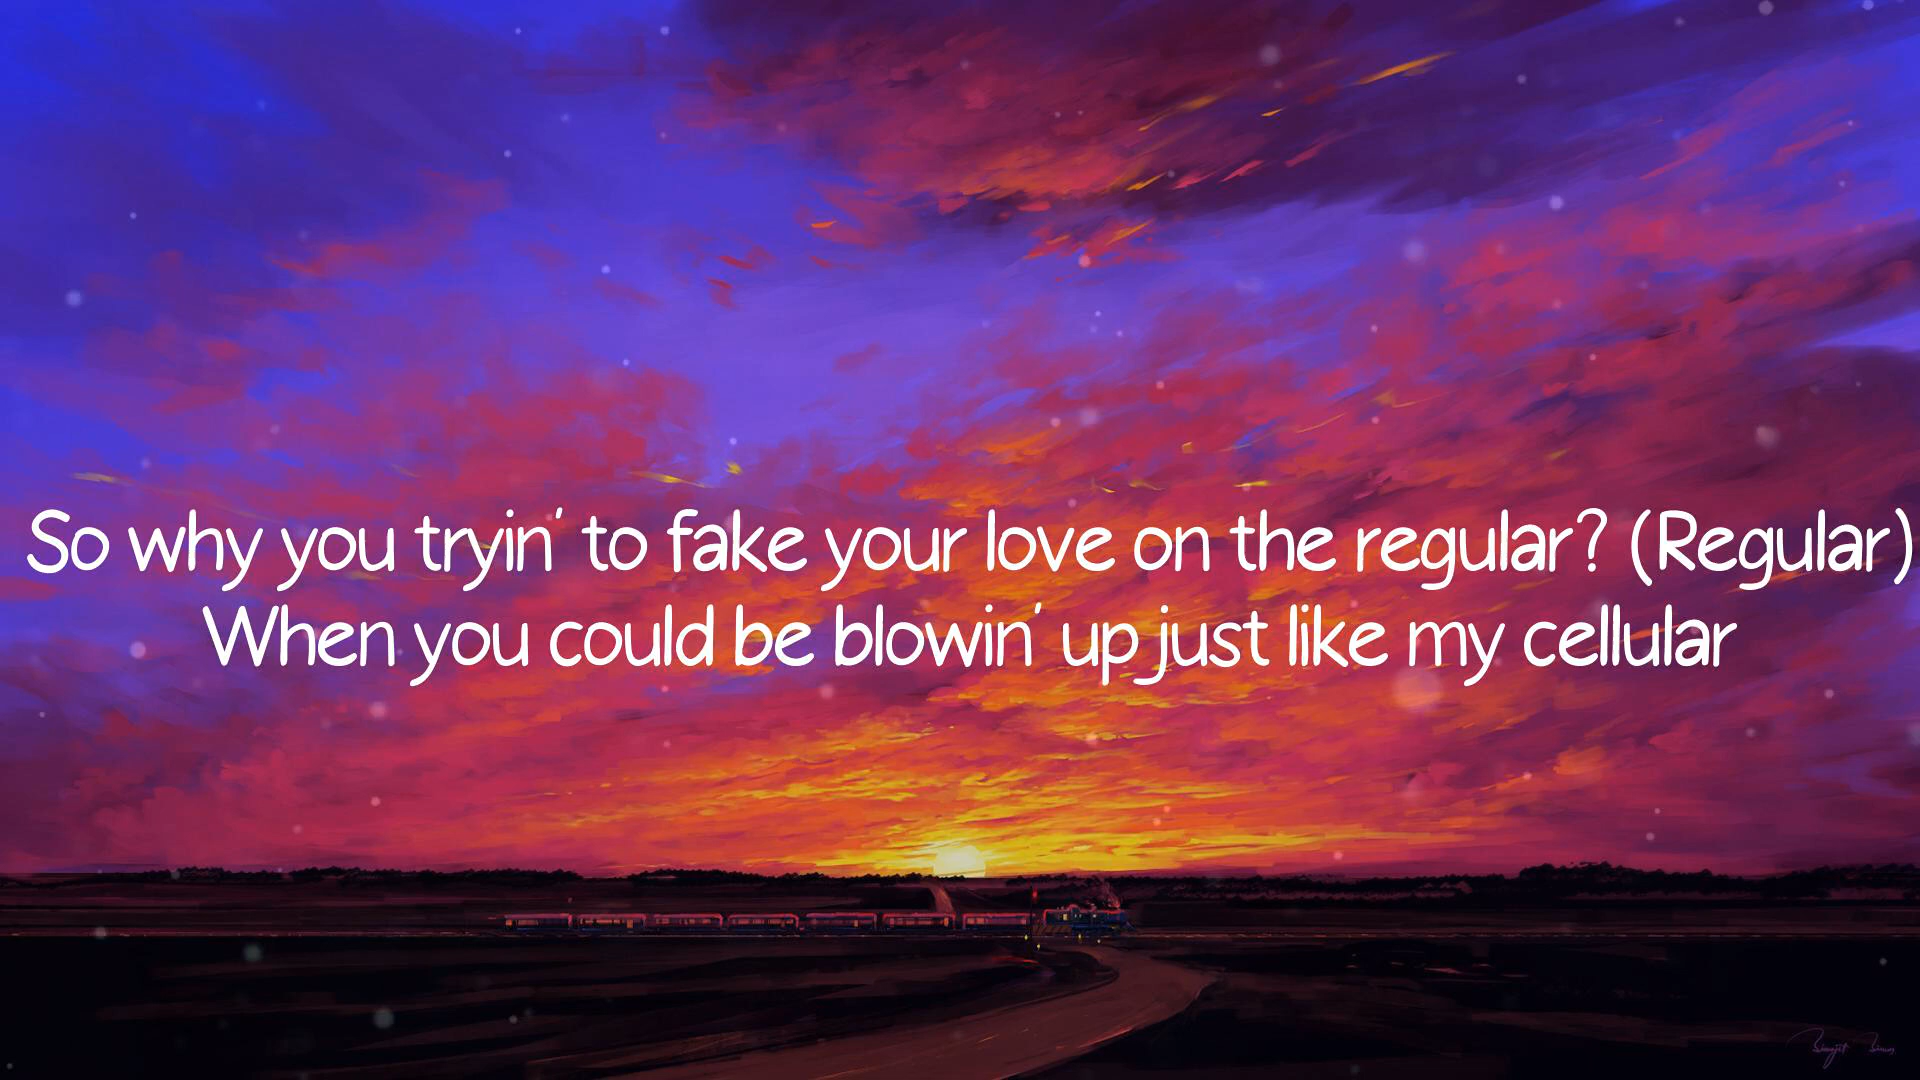 So why you tryin' to fake your love on the regular? (Regular)
When you could be blowin' up just like my cellular